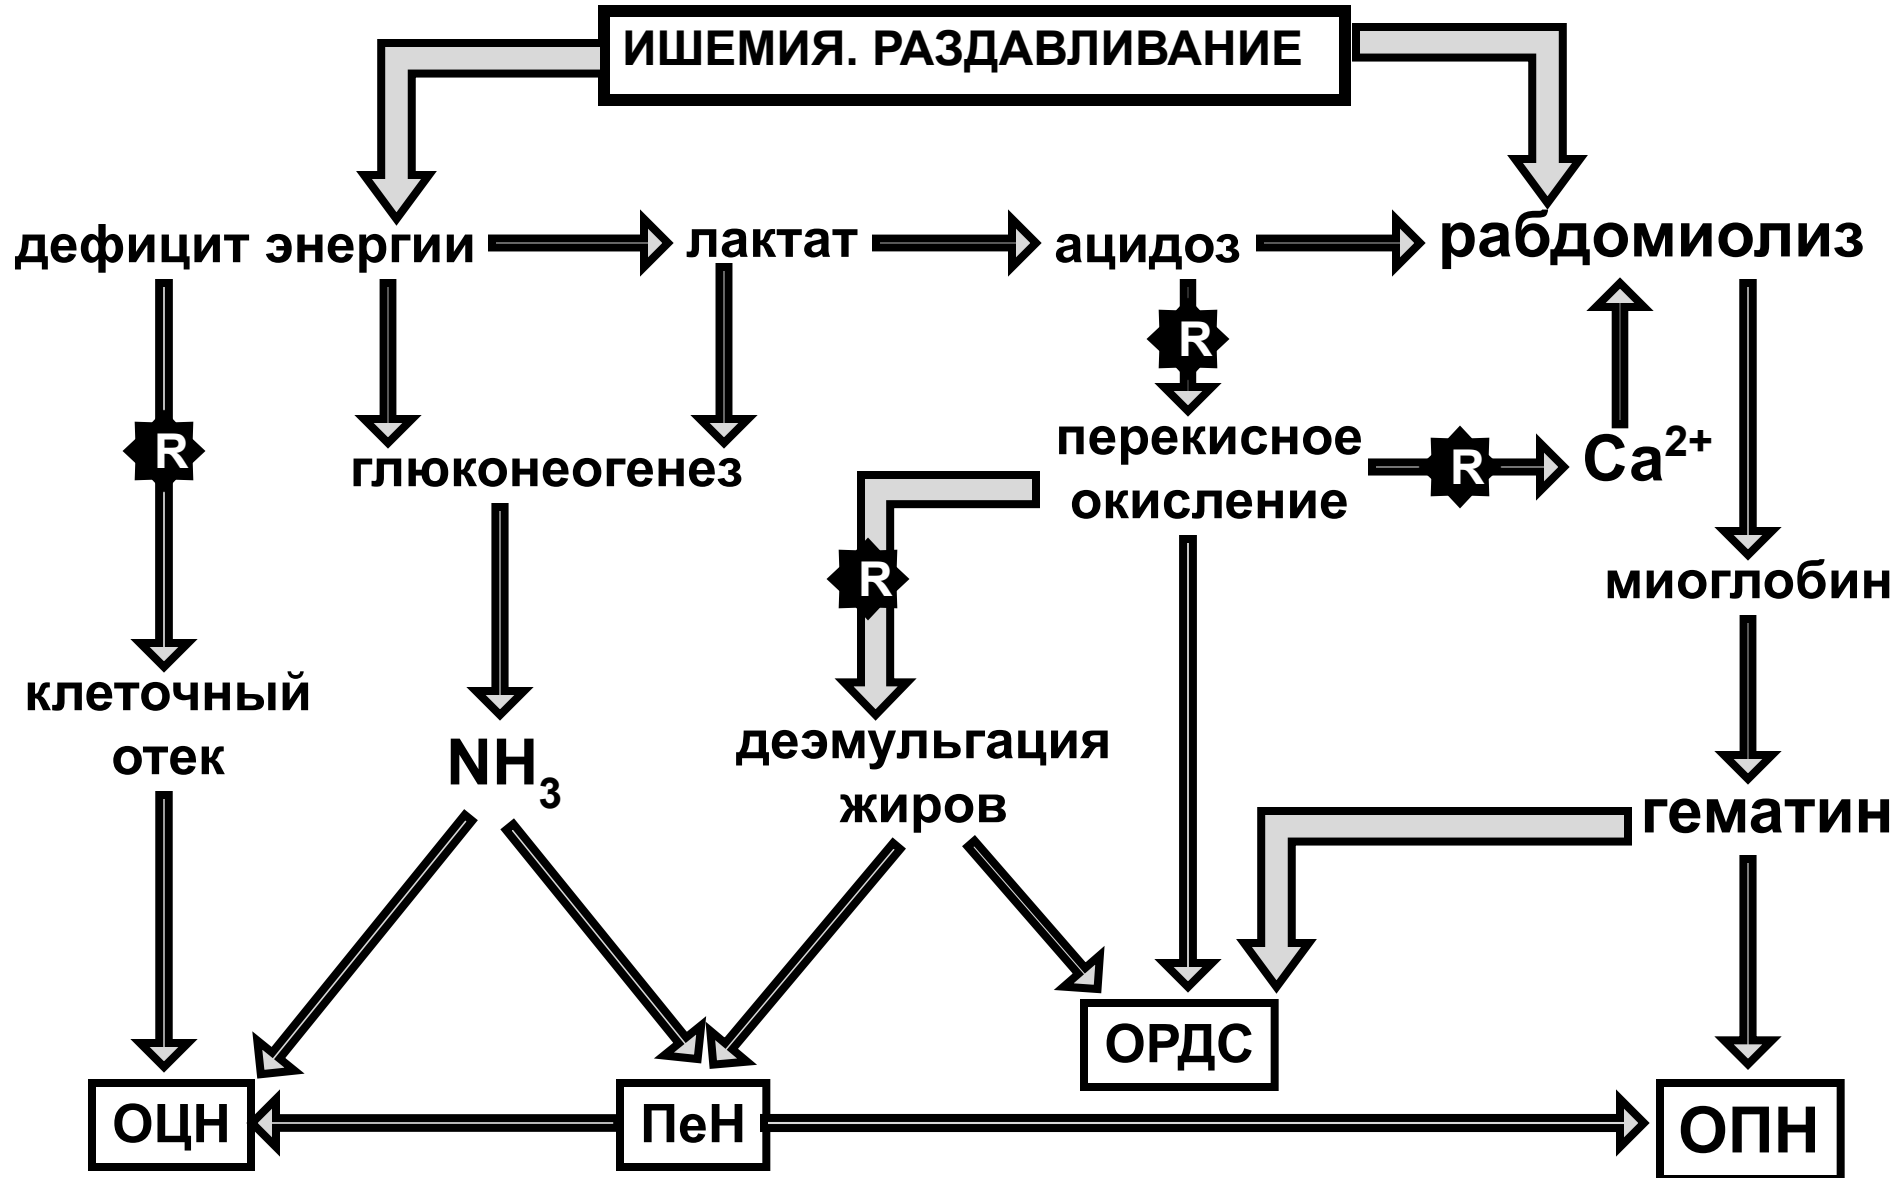 ИШЕМИЯ. РАЗДАВЛИВАНИЕ
дефицит энергии
лактат
ацидоз
рабдомиолиз
R
R
глюконеогенез
перекисное
окисление
R
Ca²⁺
R
миоглобин
клеточный
отек
NH₃
деэмульгация
жиров
гематин
ОРДС
ОЦН
ПеН
ОПН